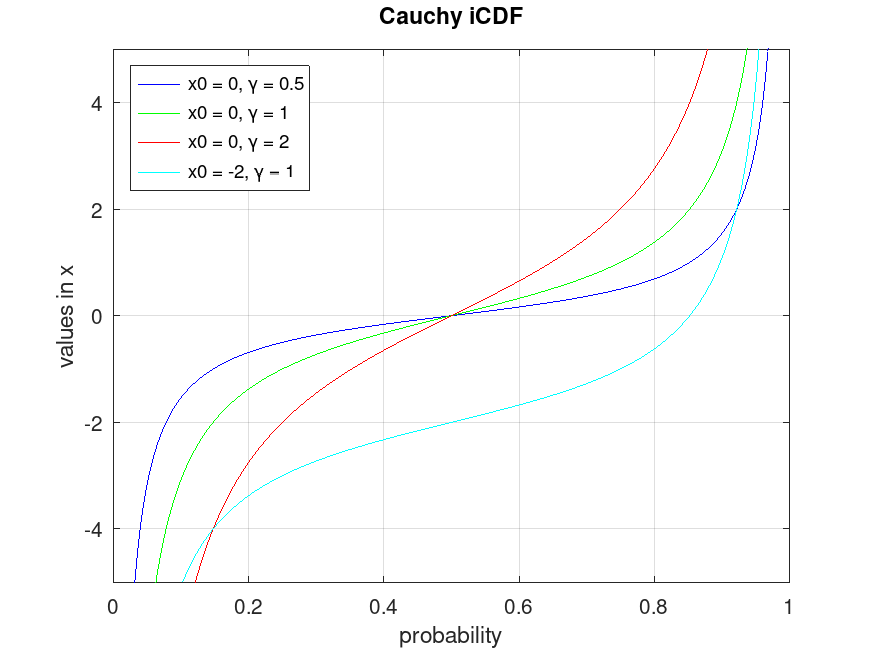 Cauchy iCDF
x0 = 0, γ = 0.5
x0 = 0, γ = 1
x0 = 0, γ = 2
x0 = -2, γ = 1
4
2
0
-2
-4
values in x
0 0.2 0.4 0.6 0.8 1
probability